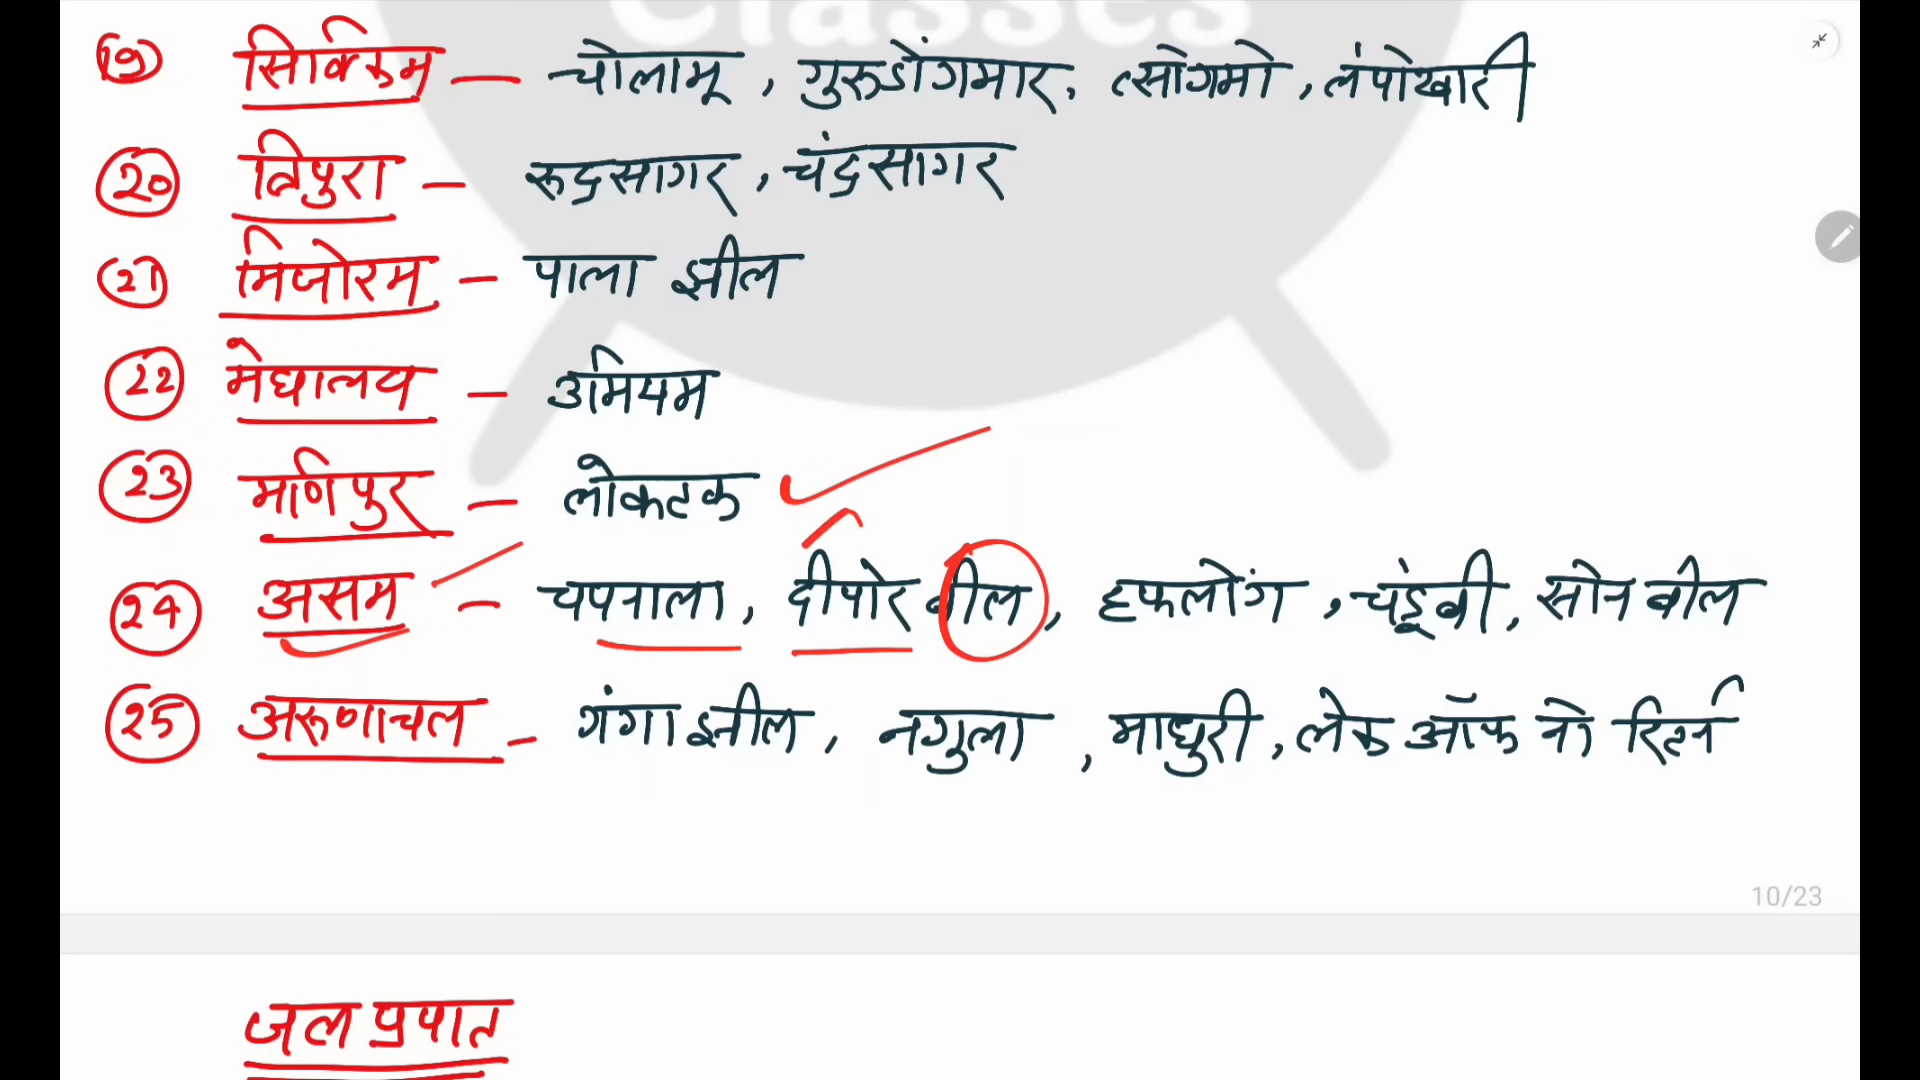 Classes
19 सिक्किम — चोलामू, गुरुडोंगमार, त्सोगमो, लंपोखारी
20 त्रिपुरा — रूद्रसागर, चंद्रसागर
21 मिजोरम — पाला झील
22 मेघालय — उमियम
23 मणिपुर — लोकटक
24 असम — चपनाला, दीपोर बील, हफलोंग, चंडूबी, सोन बील
25 अरूणाचल — गंगा झील, नगुला, माधुरी, लेक ऑफ नो रिटर्न
10/23
जल प्रपात